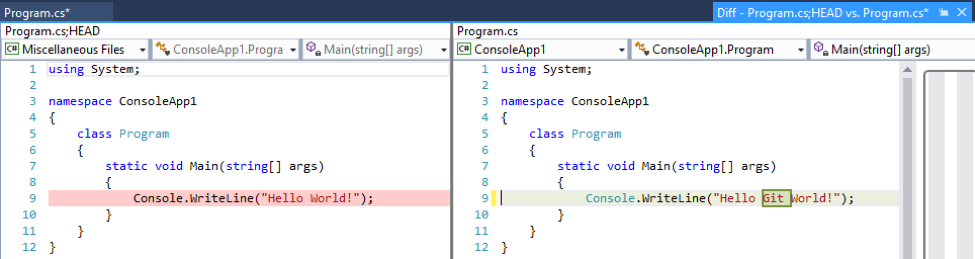 Program.cs*
Diff - Program.cs;HEAD vs. Program.cs*
Program.cs;HEAD
C# Miscellaneous Files
ConsoleApp1.Progra
Main(string[] args)
1 using System;
2
3 namespace ConsoleApp1
4 {
5 class Program
6 {
7 static void Main(string[] args)
8 {
9 Console.WriteLine("Hello World!");
10 }
11 }
12 }
Program.cs
C# ConsoleApp1
ConsoleApp1.Program
Main(string[] args)
1 using System;
2
3 namespace ConsoleApp1
4 {
5 class Program
6 {
7 static void Main(string[] args)
8 {
9 Console.WriteLine("Hello Git World!");
10 }
11 }
12 }